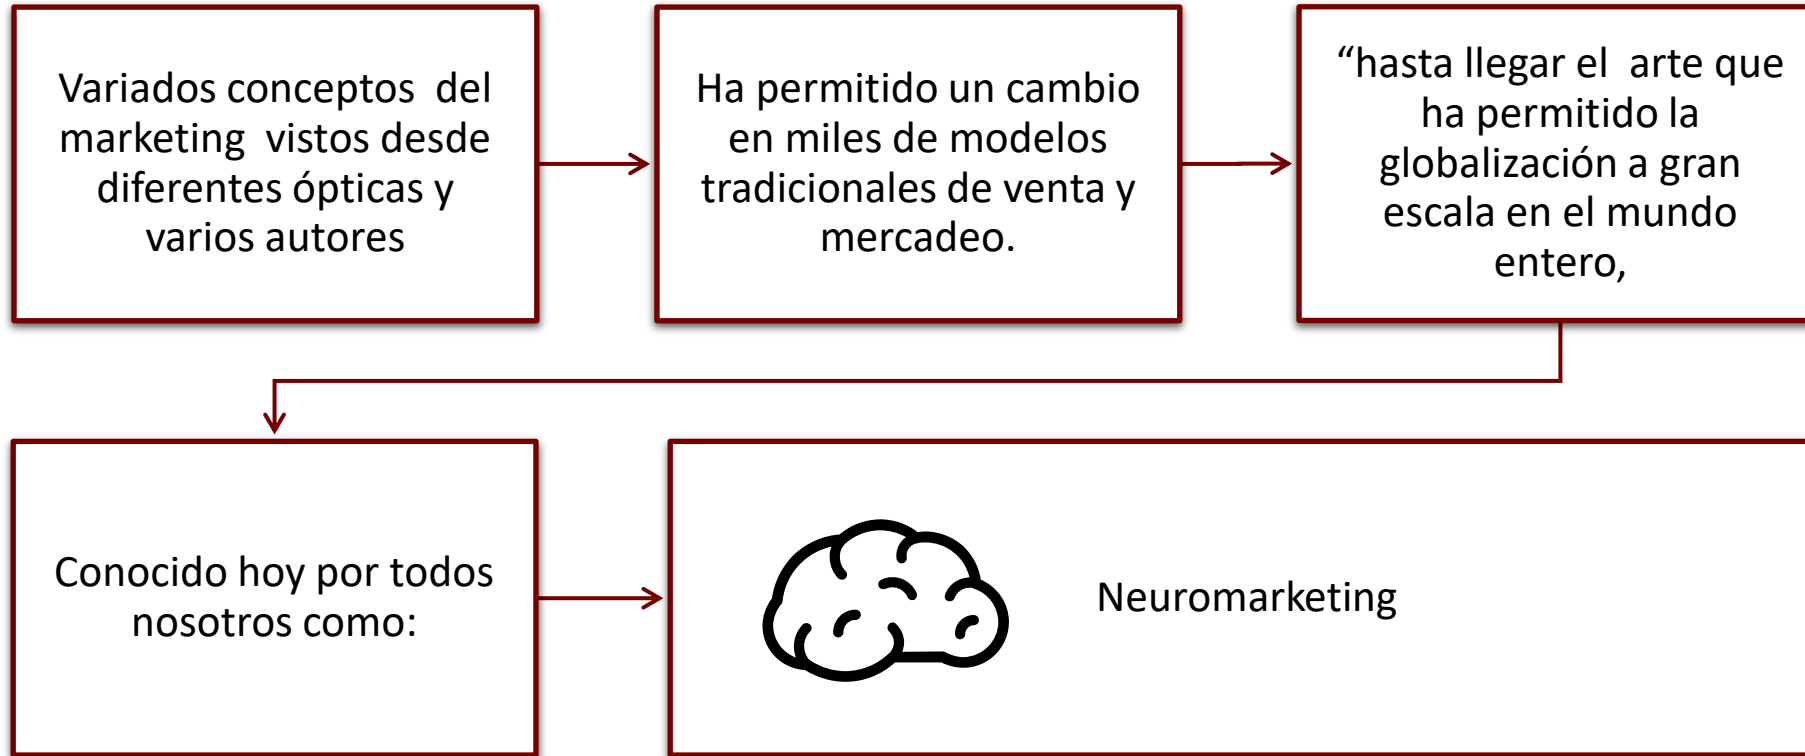 Variados conceptos  del
marketing  vistos desde
diferentes ópticas y
varios autores
Ha permitido un cambio
en miles de modelos
tradicionales de venta y
mercadeo.
“hasta llegar el  arte que
ha permitido la
globalización a gran
escala en el mundo
entero,
Conocido hoy por todos
nosotros como:
Neuromarketing